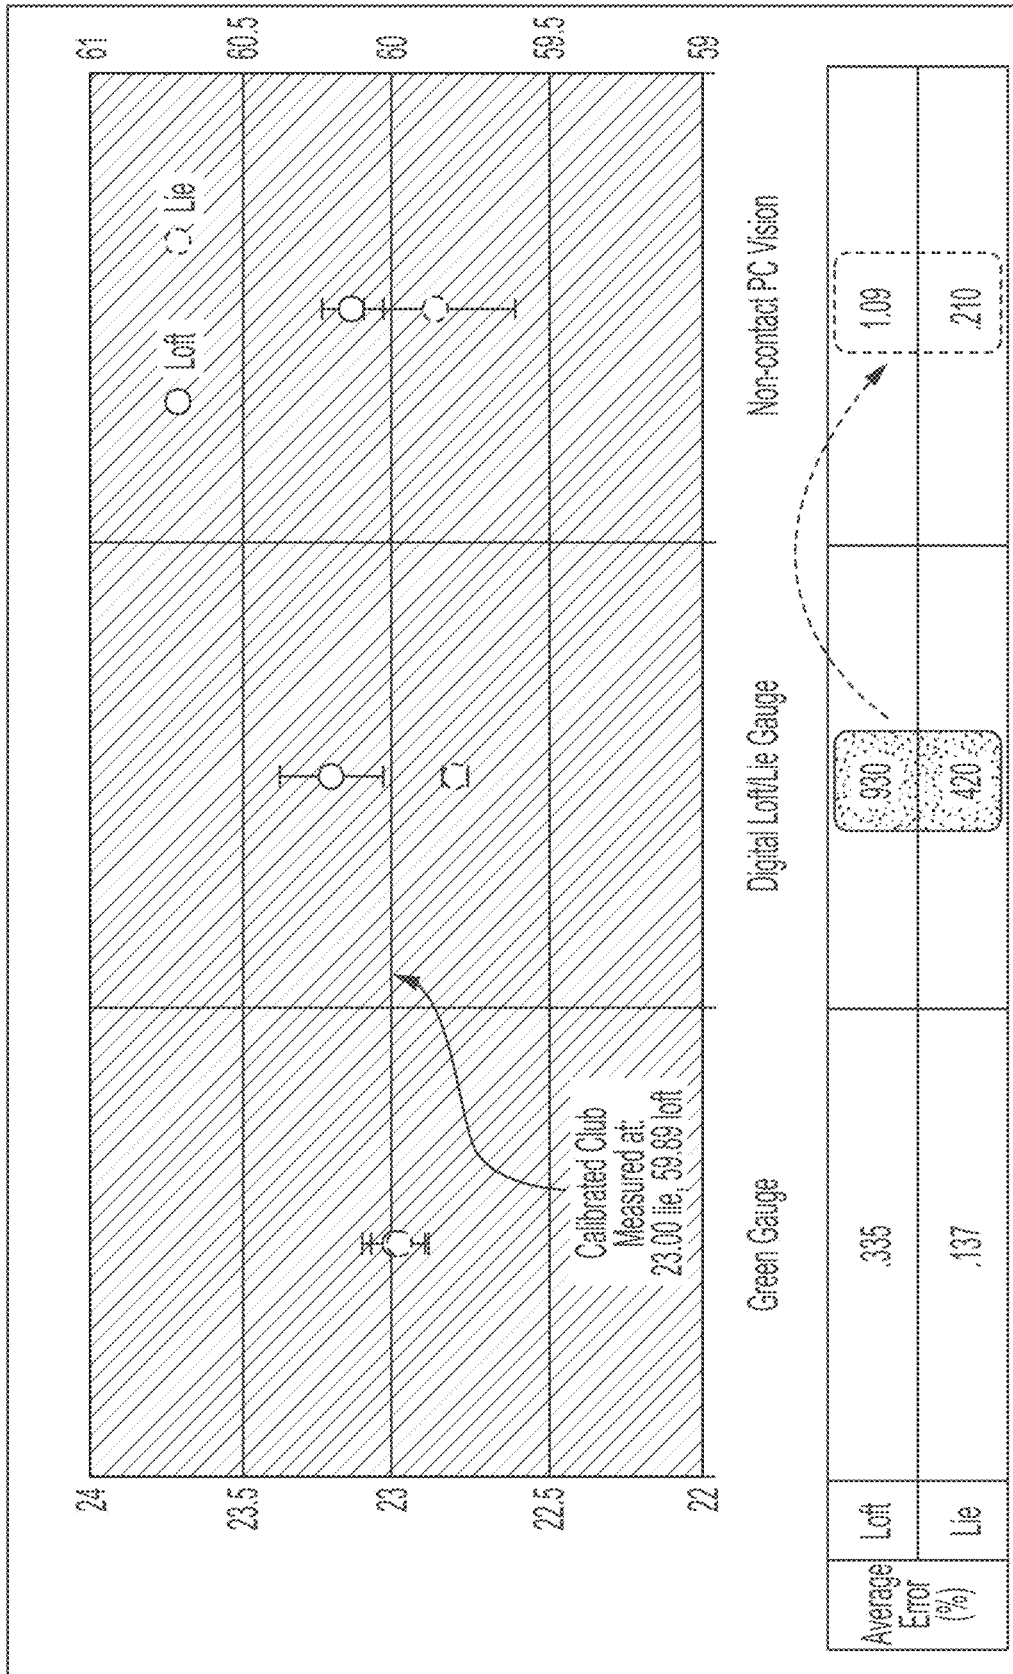 24
23.5
23
22.5
22
61
60.5
60
59.5
59
Loft
Lie
Calibrated Club
Measured at:
23.00 lie, 59.89 loft
Green Gauge
Digital Loft/Lie Gauge
Non-contact PC Vision
Average
Error
(%)
Loft
.335
.930
1.09
Lie
.137
.420
.210